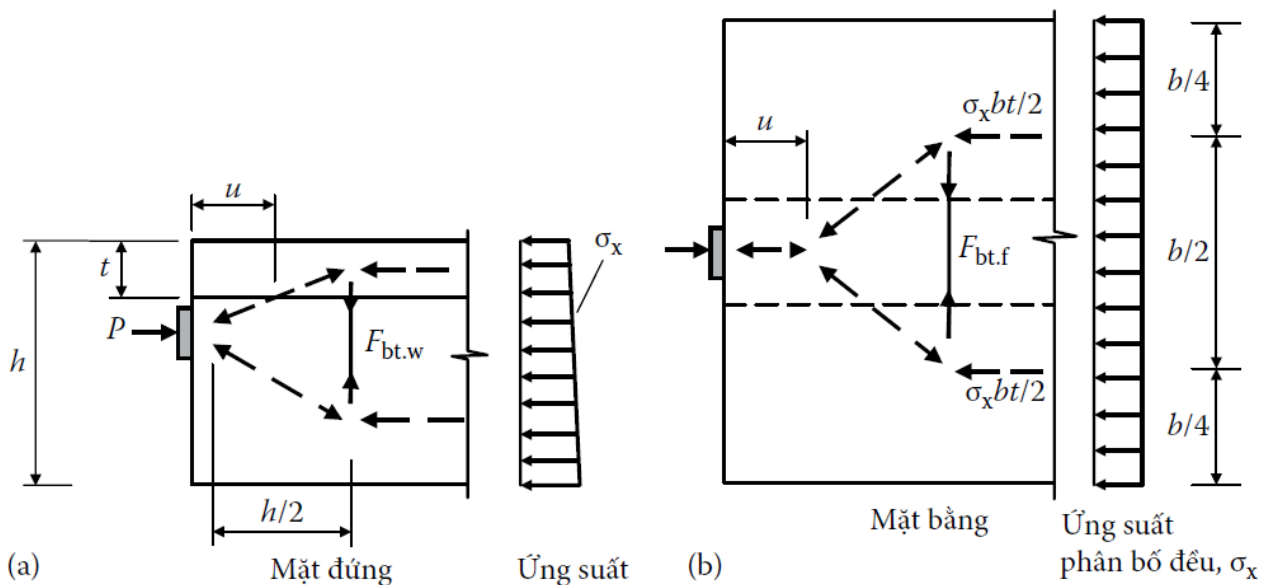 u
t
h
P
F_bt.w
σ_x
h/2
(a)
Mặt đứng
Ứng suất
u
σ_x bt/2
F_bt.f
σ_x bt/2
b/4
b/2
b/4
(b)
Mặt bằng
Ứng suất
phân bố đều, σ_x